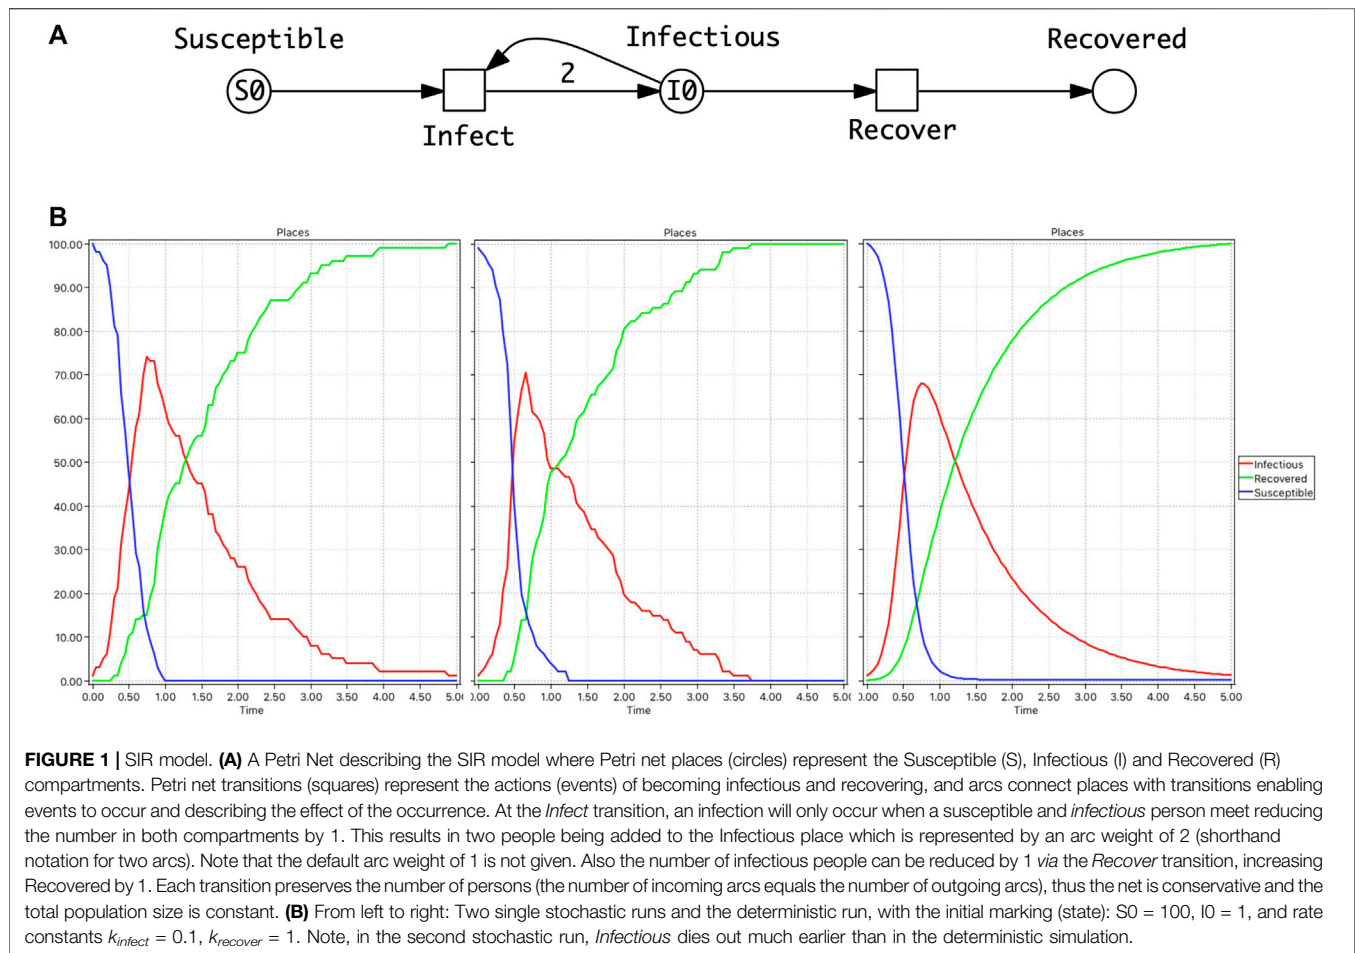 A
Susceptible
Infectious
Recovered
S0
2
I0
Infect
Recover
B
Places
Places
Places
100.00
90.00
80.00
70.00
60.00
50.00
40.00
30.00
20.00
10.00
0.00
0.00 0.50 1.00 1.50 2.00 2.50 3.00 3.50 4.00 4.50 5.00
Time
0.50 1.00 1.50 2.00 2.50 3.00 3.50 4.00 4.50 5.00
Time
0.00 0.50 1.00 1.50 2.00 2.50 3.00 3.50 4.00 4.50 5.00
Time
Infectious
Recovered
Susceptible
FIGURE 1 | SIR model. (A) A Petri Net describing the SIR model where Petri net places (circles) represent the Susceptible (S), Infectious (I) and Recovered (R)
compartments. Petri net transitions (squares) represent the actions (events) of becoming infectious and recovering, and arcs connect places with transitions enabling
events to occur and describing the effect of the occurrence. At the Infect transition, an infection will only occur when a susceptible and infectious person meet reducing
the number in both compartments by 1. This results in two people being added to the Infectious place which is represented by an arc weight of 2 (shorthand
notation for two arcs). Note that the default arc weight of 1 is not given. Also the number of infectious people can be reduced by 1 via the Recover transition, increasing
Recovered by 1. Each transition preserves the number of persons (the number of incoming arcs equals the number of outgoing arcs), thus the net is conservative and the
total population size is constant. (B) From left to right: Two single stochastic runs and the deterministic run, with the initial marking (state): S0 = 100, I0 = 1, and rate
constants kinfect = 0.1, krecover = 1. Note, in the second stochastic run, Infectious dies out much earlier than in the deterministic simulation.